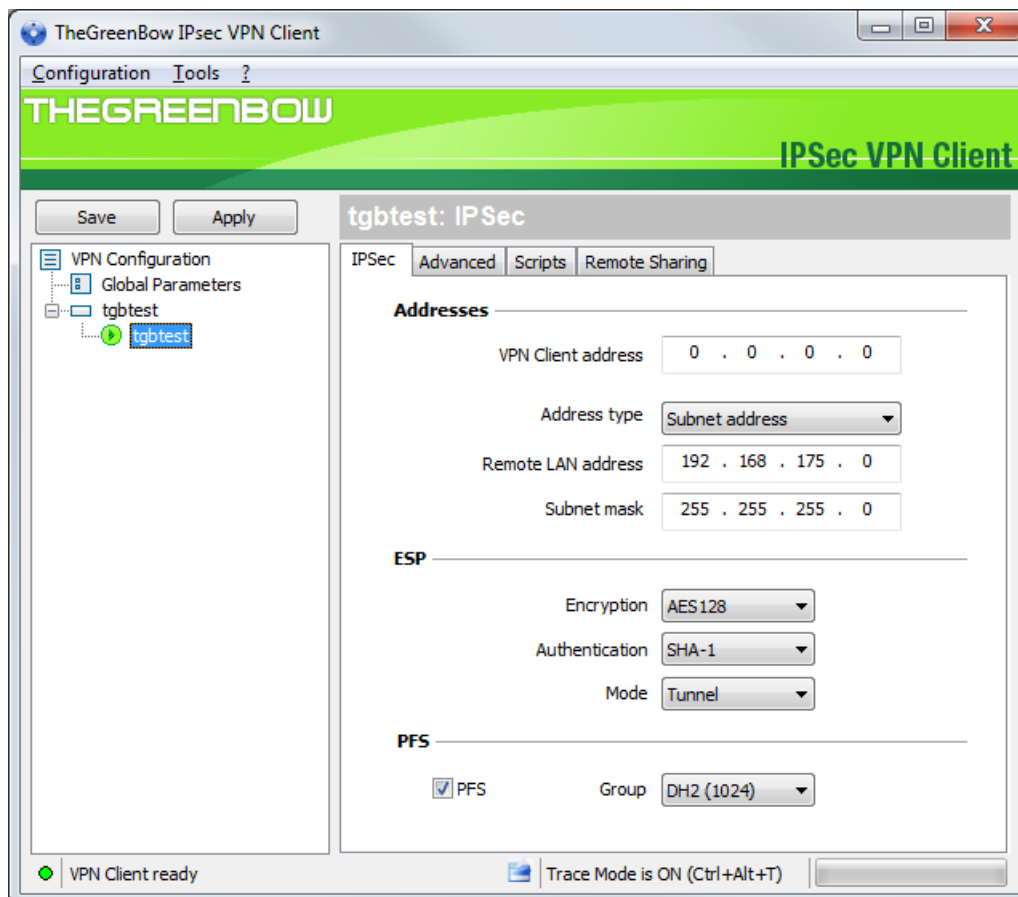 TheGreenBow IPsec VPN Client
Configuration Tools ?
THEGREENBOW
IPSec VPN Client
Save Apply
tgbtest: IPSec
VPN Configuration
Global Parameters
tgbtest
tgbtest
IPSec Advanced Scripts Remote Sharing
Addresses
VPN Client address 0 . 0 . 0 . 0
Address type Subnet address
Remote LAN address 192 . 168 . 175 . 0
Subnet mask 255 . 255 . 255 . 0
ESP
Encryption AES128
Authentication SHA-1
Mode Tunnel
PFS
PFS Group DH2 (1024)
VPN Client ready Trace Mode is ON (Ctrl+Alt+T)